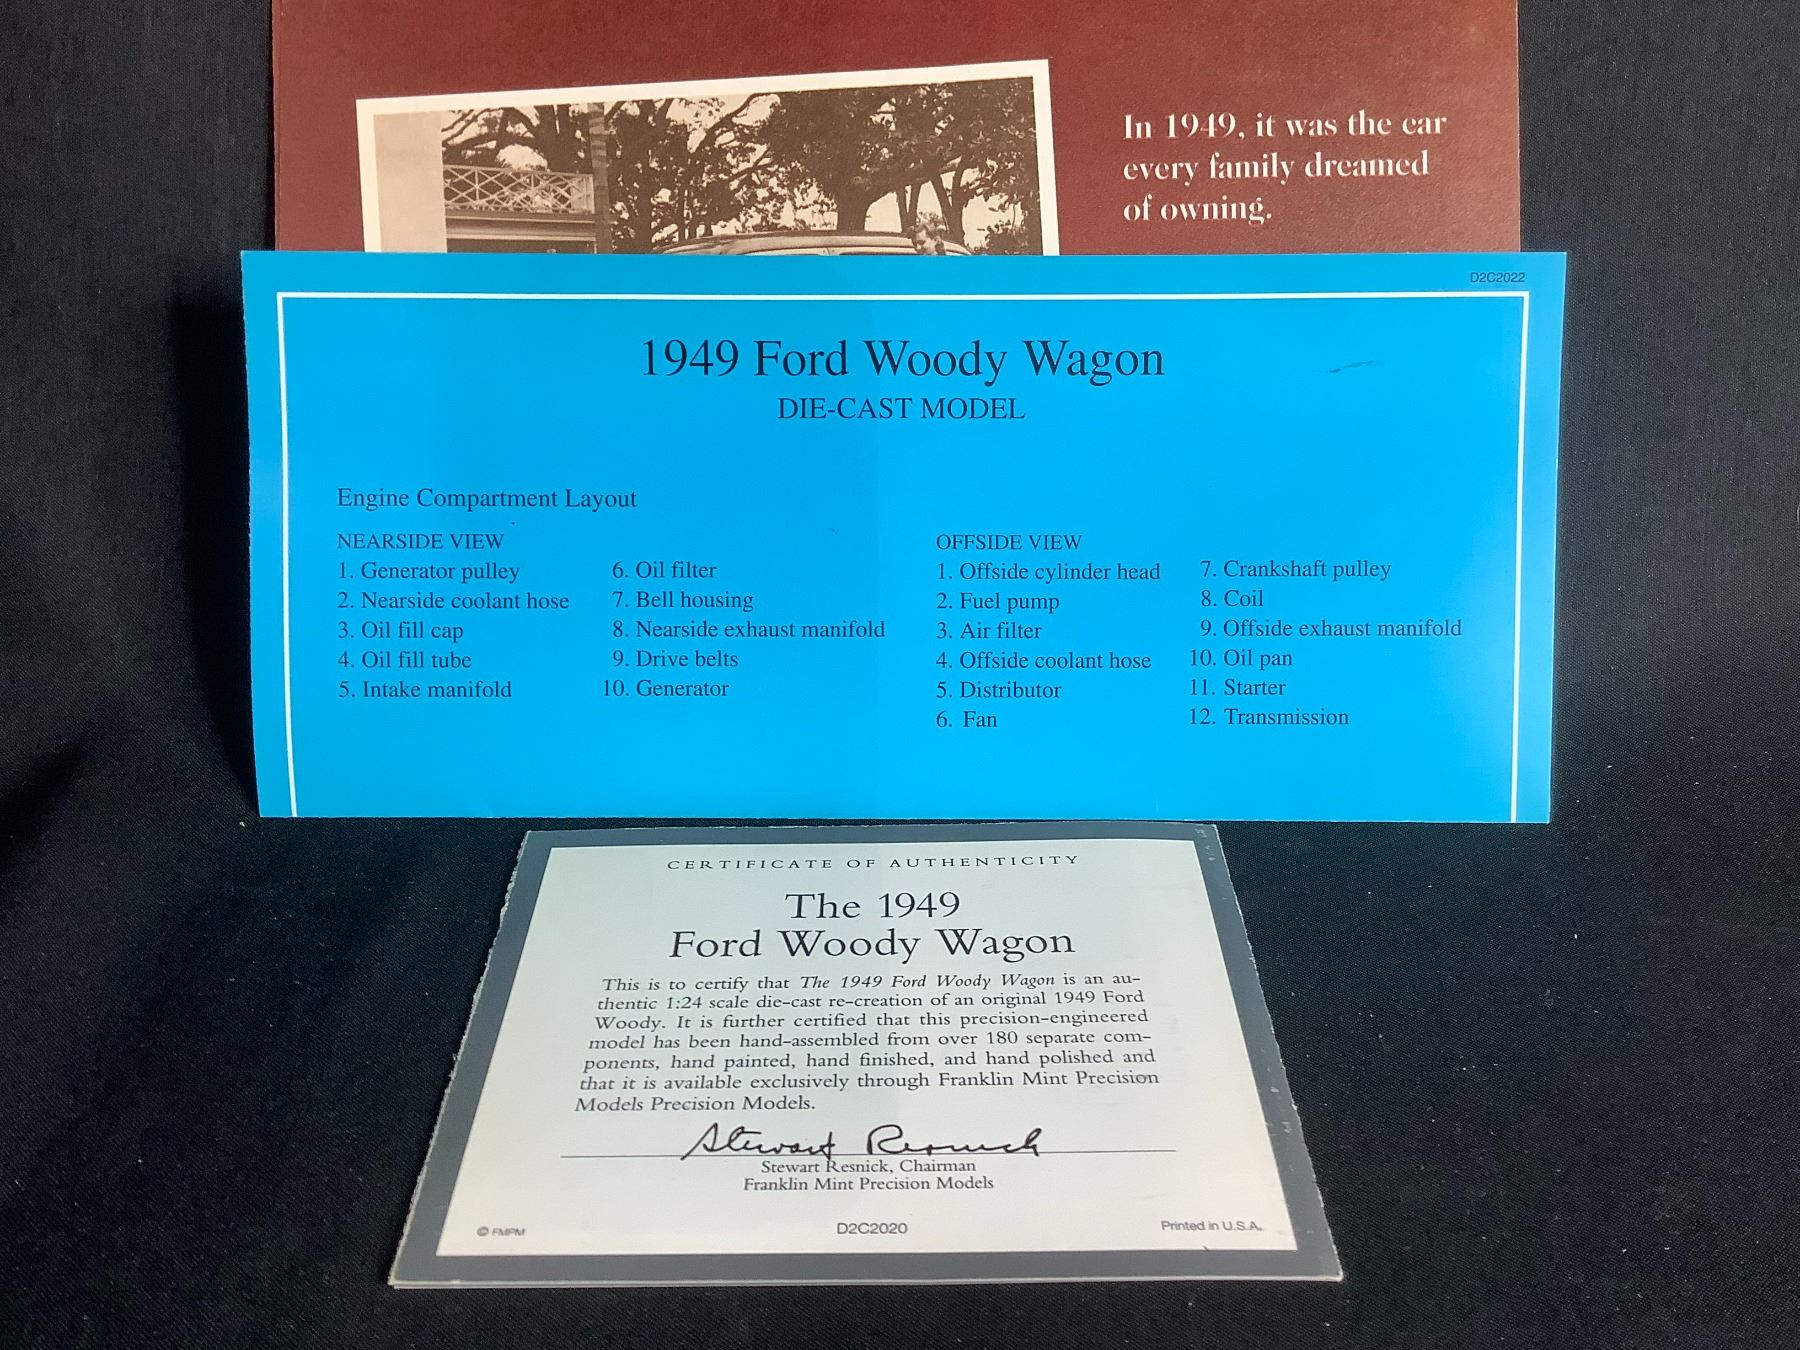 In 1949, it was the car
every family dreamed
of owning.
D2C2022
1949 Ford Woody Wagon
DIE-CAST MODEL
Engine Compartment Layout
NEARSIDE VIEW
1. Generator pulley
2. Nearside coolant hose
3. Oil fill cap
4. Oil fill tube
5. Intake manifold
6. Oil filter
7. Bell housing
8. Nearside exhaust manifold
9. Drive belts
10. Generator
OFFSIDE VIEW
1. Offside cylinder head
2. Fuel pump
3. Air filter
4. Offside coolant hose
5. Distributor
6. Fan
7. Crankshaft pulley
8. Coil
9. Offside exhaust manifold
10. Oil pan
11. Starter
12. Transmission
CERTIFICATE OF AUTHENTICITY
The 1949
Ford Woody Wagon
This is to certify that The 1949 Ford Woody Wagon is an au-
thentic 1:24 scale die-cast re-creation of an original 1949 Ford
Woody. It is further certified that this precision-engineered
model has been hand-assembled from over 180 separate com-
ponents, hand painted, hand finished, and hand polished and
that it is available exclusively through Franklin Mint Precision
Models Precision Models.
Stewart Resnick
Stewart Resnick, Chairman
Franklin Mint Precision Models
© FMPM
D2C2020
Printed in U.S.A.